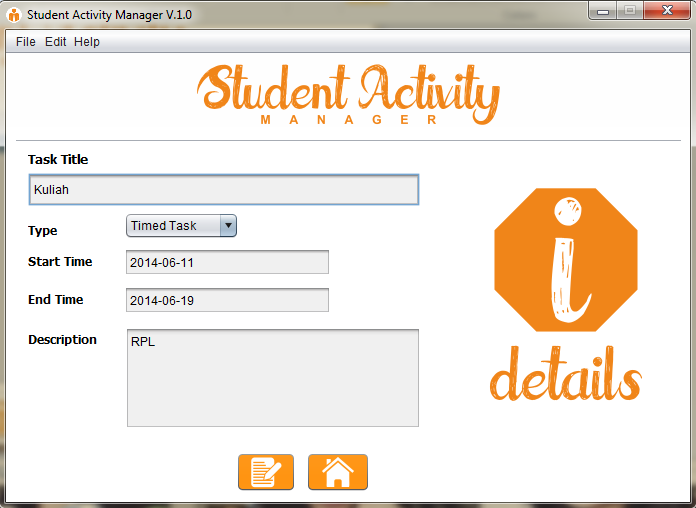 Student Activity Manager V.1.0
File Edit Help
Student Activity
MANAGER
Task Title
Kuliah
Type
Timed Task
Start Time
2014-06-11
End Time
2014-06-19
Description
RPL
i
details